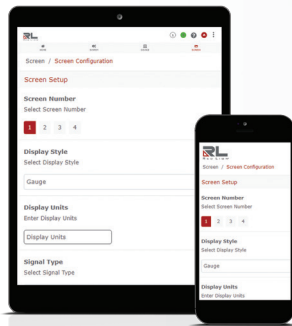 RL
Screen / Screen Configuration
Screen Setup
Screen Number
Select Screen Number
1 2 3 4
Display Style
Select Display Style
Gauge
Display Units
Enter Display Units
Display Units
Signal Type
Select Signal Type
RL
Screen / Screen Configuration
Screen Setup
Screen Number
Select Screen Number
1 2 3 4
Display Style
Select Display Style
Gauge
Display Units
Enter Display Units